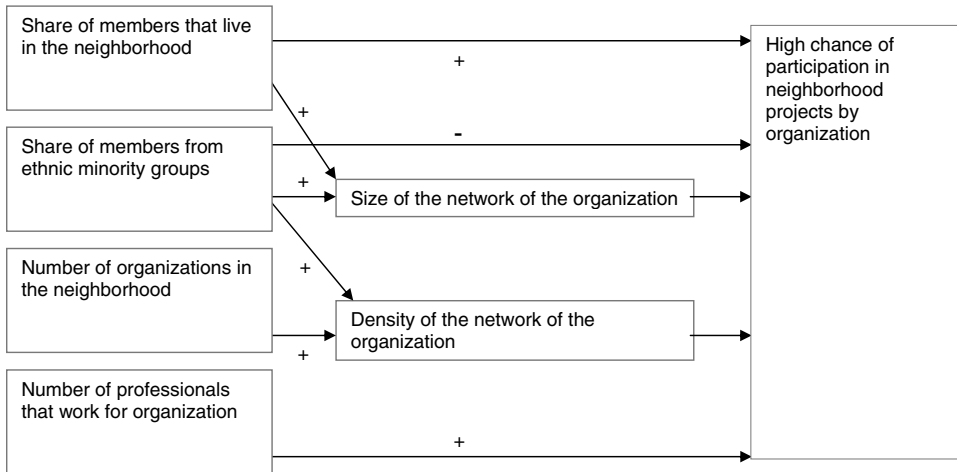 Share of members that live
in the neighborhood
+
High chance of
participation in
neighborhood
projects by
organization
+
-
Share of members from
ethnic minority groups
+
Size of the network of the organization
Number of organizations in
the neighborhood
+
Density of the network of the
organization
+
Number of professionals
that work for organization
+